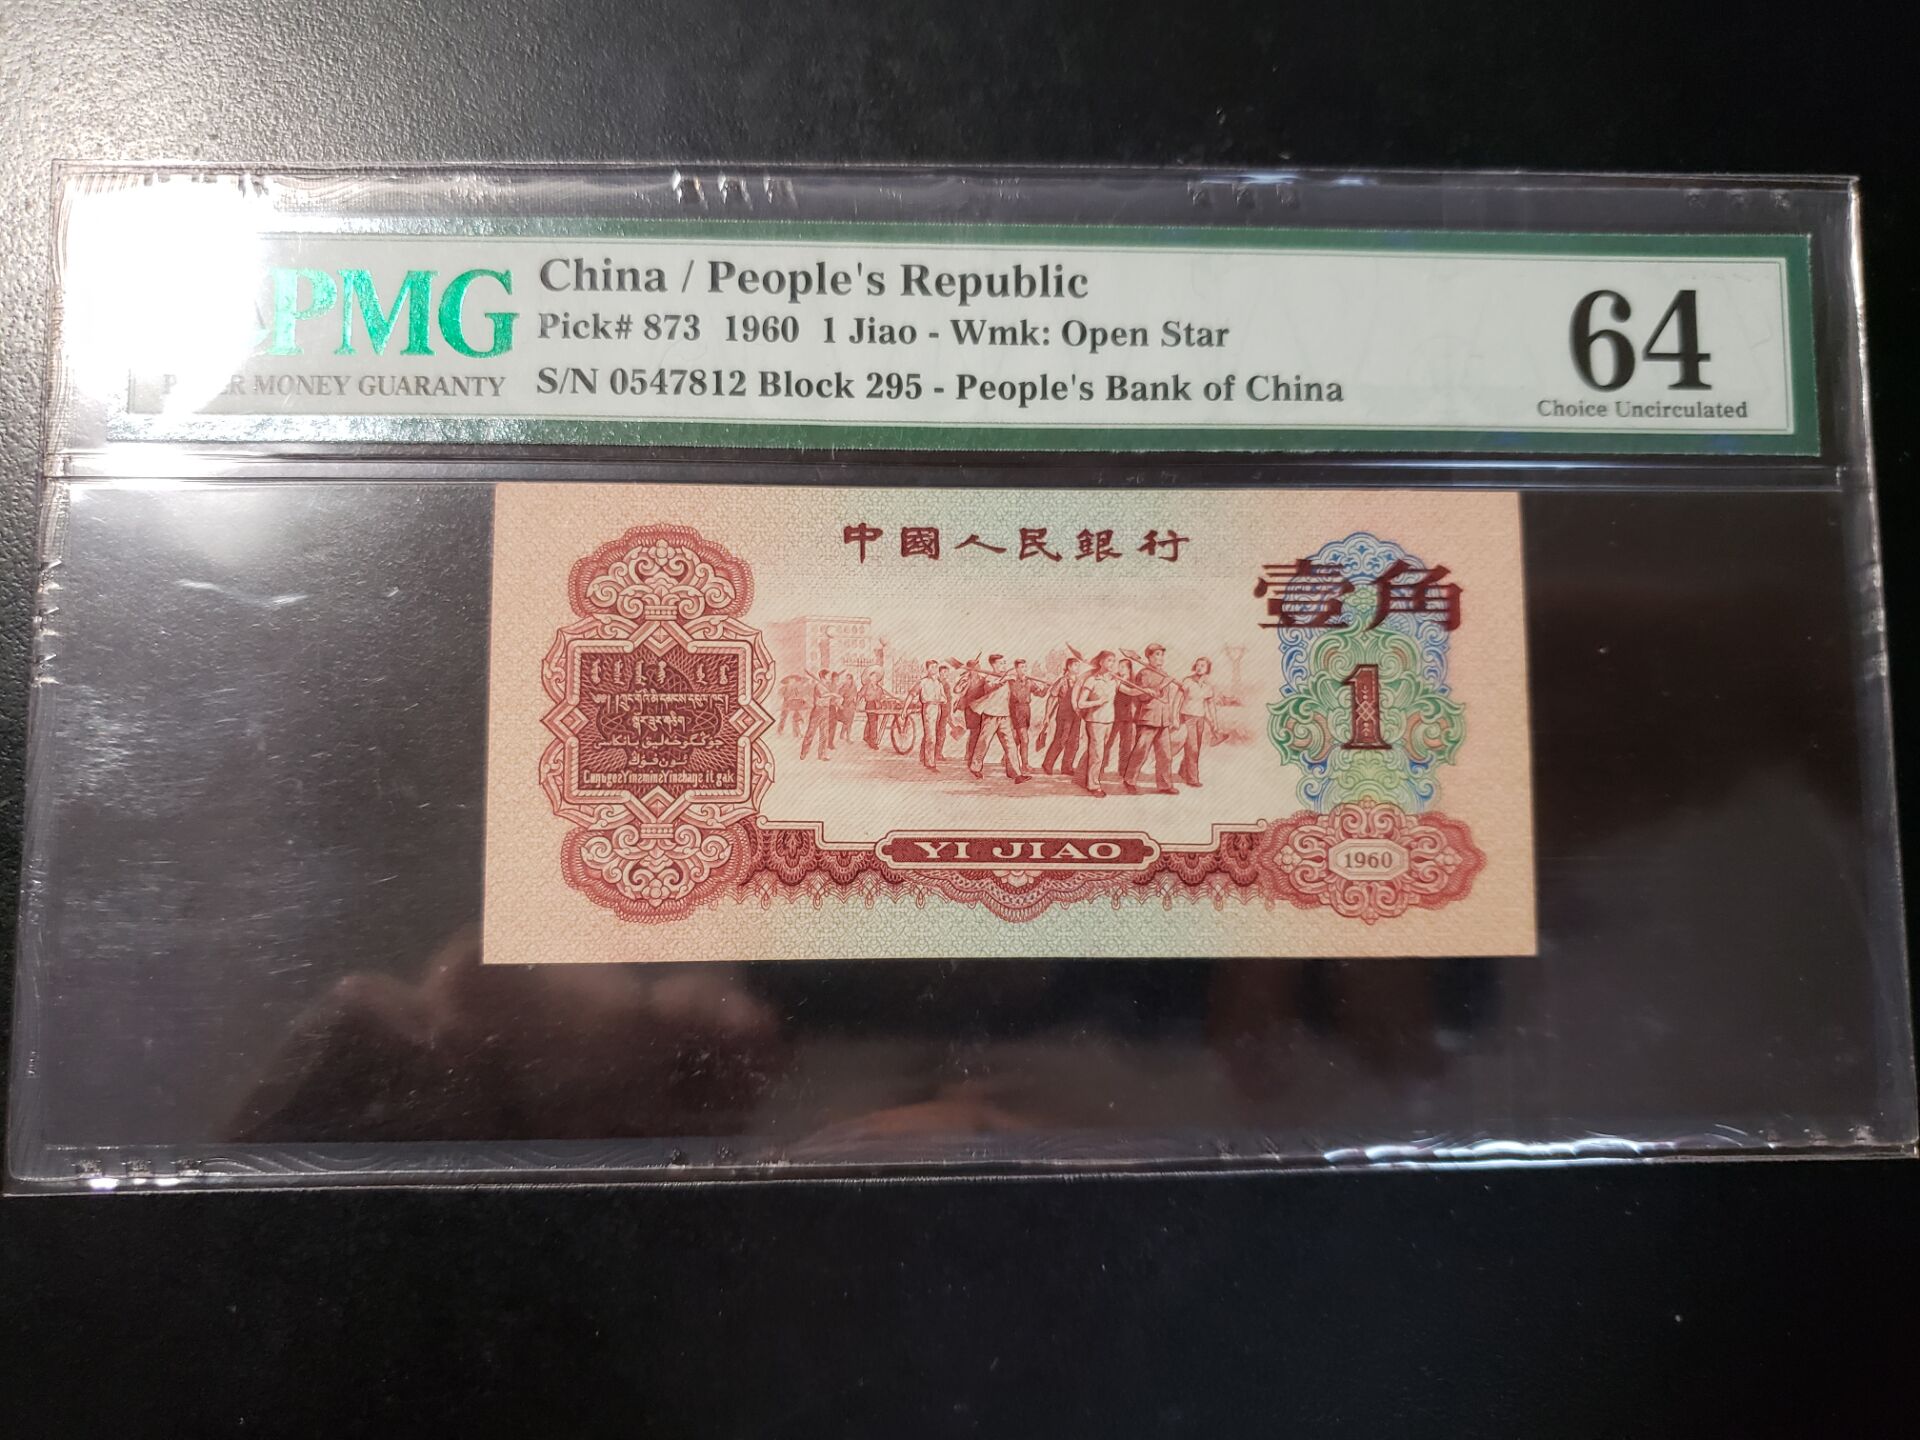 PMG
MONEY GUARANTY
China / People's Republic
Pick# 873 1960 1 Jiao - Wmk: Open Star
S/N 0547812 Block 295 - People's Bank of China
64
Choice Uncirculated
中國人民銀行
壹角
1
YI JIAO
1960